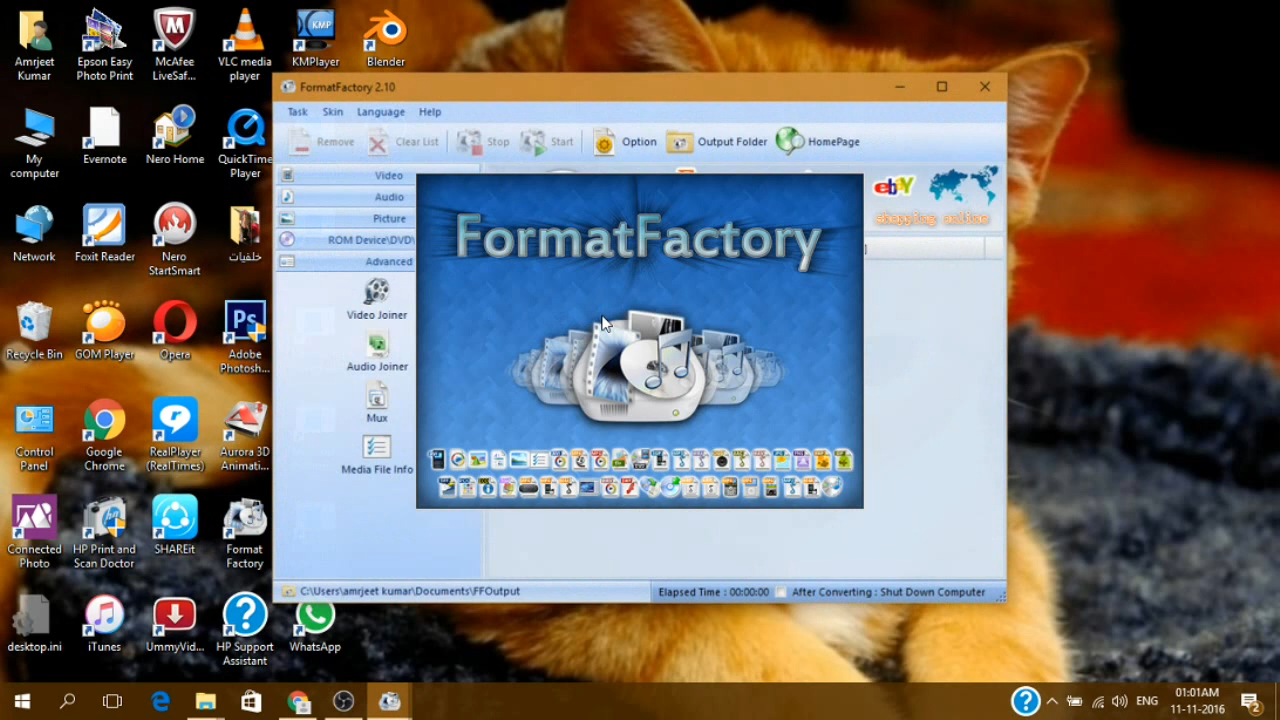 Amrjeet
Kumar
Epson Easy
Photo Print
McAfee
LiveSaf...
VLC media
player
KMPlayer
Blender
My
computer
Evernote
Nero Home
QuickTime
Player
Network
Foxit Reader
Nero
StartSmart
خلفيات
Recycle Bin
GOM Player
Opera
Adobe
Photosh...
Control
Panel
Google
Chrome
RealPlayer
(RealTimes)
Aurora 3D
Animati...
Connected
Photo
HP Print and
Scan Doctor
SHAREit
Format
Factory
desktop.ini
iTunes
UmmyVid...
HP Support
Assistant
WhatsApp
FormatFactory 2.10
Task Skin Language Help
Remove Clear List Stop Start Option Output Folder HomePage
Video
Audio
Picture
ROM Device\DVD\
Advanced
Video Joiner
Audio Joiner
Mux
Media File Info
ebY
Shopping online
FormatFactory
C:\Users\amrjeet kumar\Documents\FFOutput
Elapsed Time : 00:00:00 After Converting : Shut Down Computer
ENG
01:01AM
11-11-2016
2